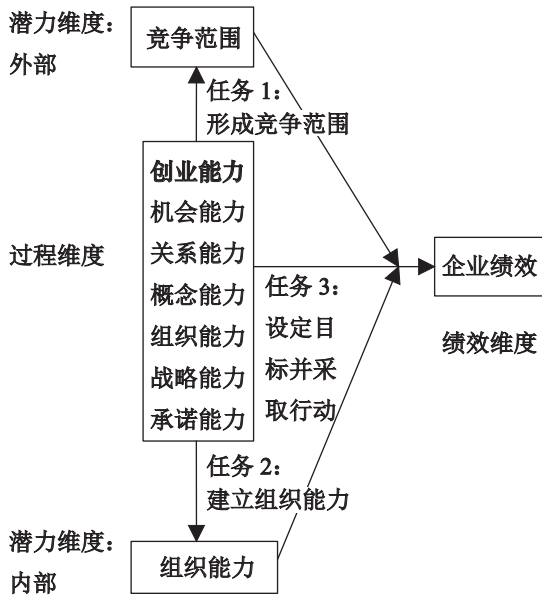 潜力维度：
外部
竞争范围
任务 1：
形成竞争范围
过程维度
创业能力
机会能力
关系能力
概念能力
组织能力
战略能力
承诺能力
任务 3：
设定目
标并采
取行动
企业绩效
绩效维度
任务 2：
建立组织能力
潜力维度：
内部
组织能力